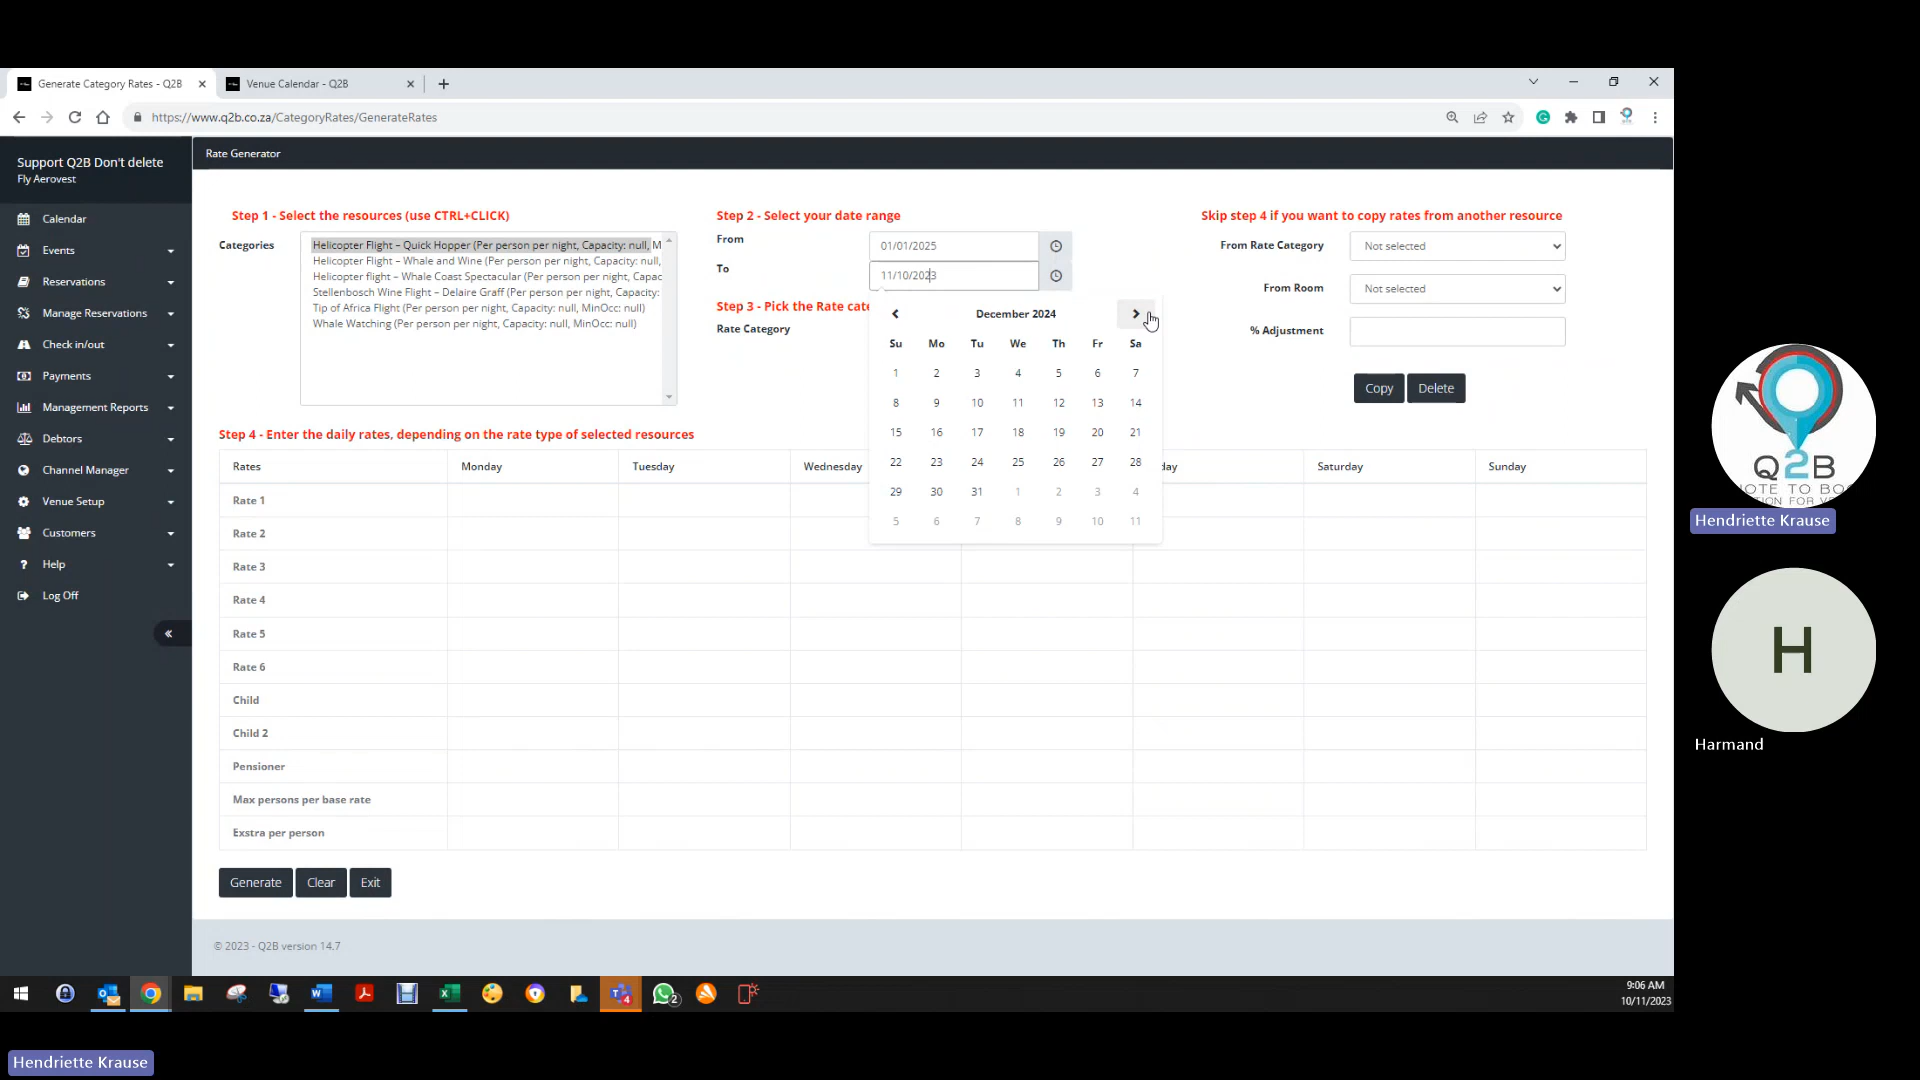 Generate Category Rates - Q2B
Venue Calendar - Q2B
https://www.q2b.co.za/CategoryRates/GenerateRates
Support Q2B Don't delete
Fly Aerovest
Calendar
Events
Reservations
Manage Reservations
Check in/out
Payments
Management Reports
Debtors
Channel Manager
Venue Setup
Customers
Help
Log Off
Rate Generator
Step 1 - Select the resources (use CTRL+CLICK)
Categories
Helicopter Flight – Quick Hopper (Per person per night, Capacity: null, M
Helicopter Flight – Whale and Wine (Per person per night, Capacity: null,
Helicopter flight – Whale Coast Spectacular (Per person per night, Capac
Stellenbosch Wine Flight – Delaire Graff (Per person per night, Capacity:
Tip of Africa Flight (Per person per night, Capacity: null, MinOcc: null)
Whale Watching (Per person per night, Capacity: null, MinOcc: null)
Step 2 - Select your date range
From
01/01/2025
To
11/10/2023
Step 3 - Pick the Rate cate
Rate Category
December 2024
Su Mo Tu We Th Fr Sa
1 2 3 4 5 6 7
8 9 10 11 12 13 14
15 16 17 18 19 20 21
22 23 24 25 26 27 28
29 30 31 1 2 3 4
5 6 7 8 9 10 11
Skip step 4 if you want to copy rates from another resource
From Rate Category Not selected
From Room Not selected
% Adjustment
Copy Delete
Step 4 - Enter the daily rates, depending on the rate type of selected resources
Rates Monday Tuesday Wednesday day Saturday Sunday
Rate 1
Rate 2
Rate 3
Rate 4
Rate 5
Rate 6
Child
Child 2
Pensioner
Max persons per base rate
Exstra per person
Generate Clear Exit
© 2023 - Q2B version 14.7
9:06 AM
10/11/2023
Q2B
NOTE TO BOO
Hendriette Krause
H
Harmand
Hendriette Krause